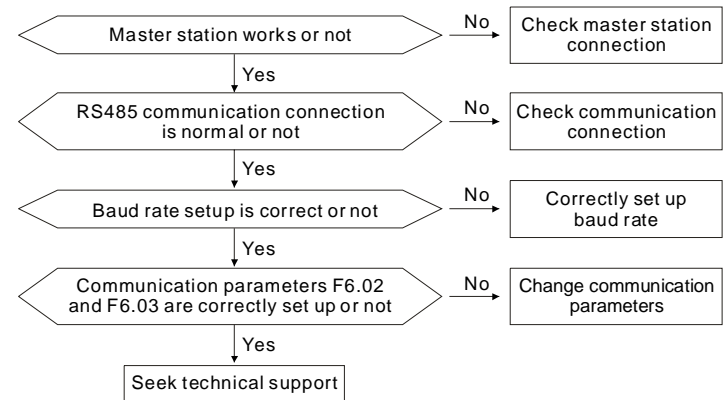 Master station works or not
No
Check master station
connection
Yes
RS485 communication connection
is normal or not
No
Check communication
connection
Yes
Baud rate setup is correct or not
No
Correctly set up
baud rate
Yes
Communication parameters F6.02
and F6.03 are correctly set up or not
No
Change communication
parameters
Yes
Seek technical support